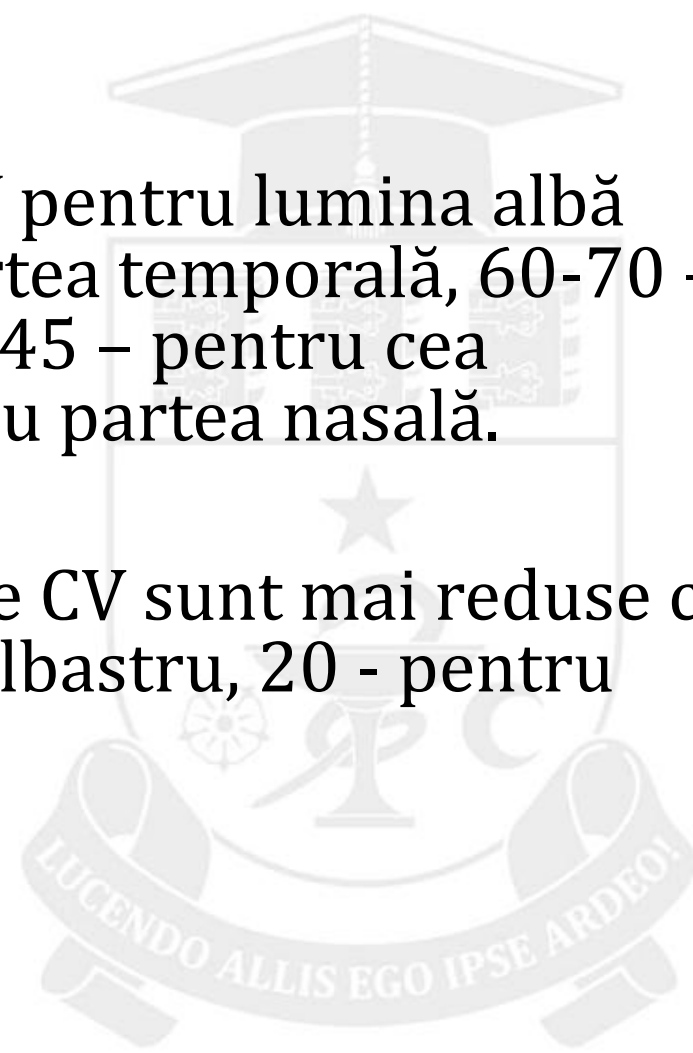 pentru lumina albă
rtea temporală, 60-70 -
45 – pentru cea
u partea nasală.
e CV sunt mai reduse c
lbastru, 20 - pentru
LUCENDO ALLIS EGO IPSE ARDEO!